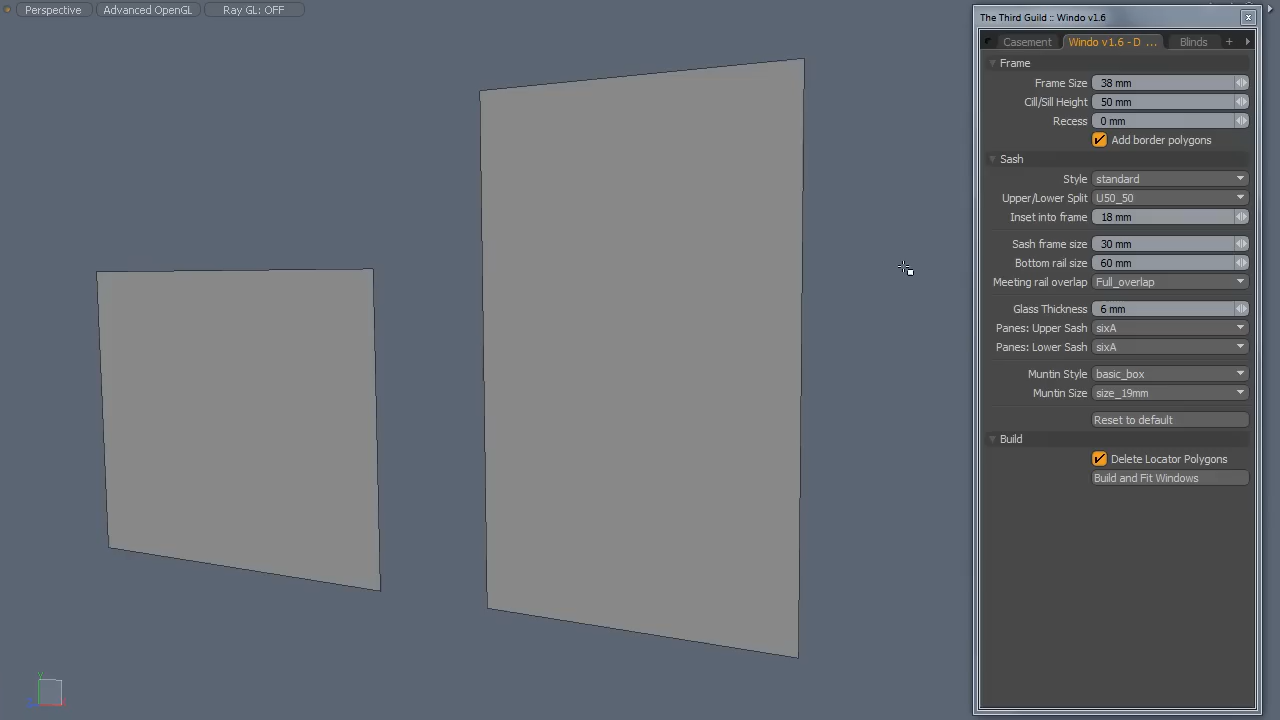 Perspective
Advanced OpenGL
Ray GL: OFF
The Third Guild :: Windo v1.6
Casement
Windo v1.6 - D ...
Blinds
+
Frame
Frame Size 38 mm
Cill/Sill Height 50 mm
Recess 0 mm
Add border polygons
Sash
Style standard
Upper/Lower Split U50_50
Inset into frame 18 mm
Sash frame size 30 mm
Bottom rail size 60 mm
Meeting rail overlap Full_overlap
Glass Thickness 6 mm
Panes: Upper Sash sixA
Panes: Lower Sash sixA
Muntin Style basic_box
Muntin Size size_19mm
Reset to default
Build
Delete Locator Polygons
Build and Fit Windows